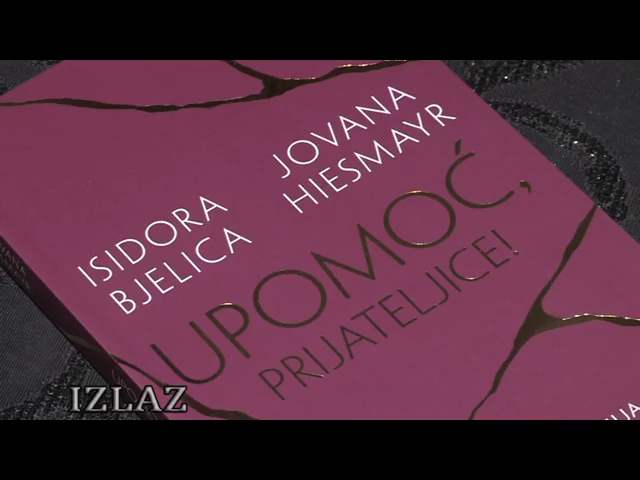 ISIDORA
BJELICA
JOVANA
HIESMAYR
UPOMOĆ,
PRIJATELJICE!
IZLAZ